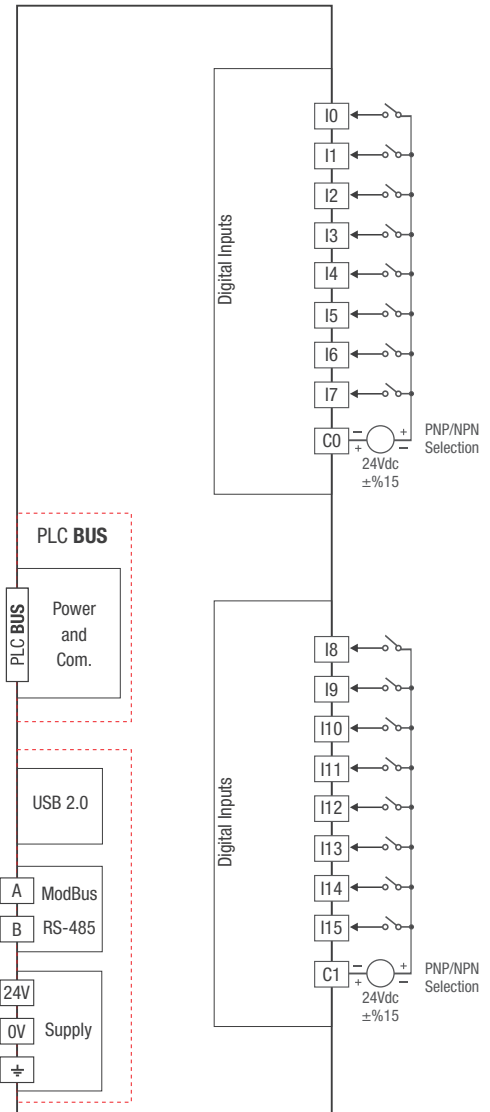 Digital Inputs
I0
I1
I2
I3
I4
I5
I6
I7
C0
− +
+ −
24Vdc
±%15
PNP/NPN
Selection
PLC BUS
PLC BUS
Power
and
Com.
Digital Inputs
I8
I9
I10
I11
I12
I13
I14
I15
C1
− +
+ −
24Vdc
±%15
PNP/NPN
Selection
USB 2.0
A
B
ModBus
RS-485
24V
0V
Supply